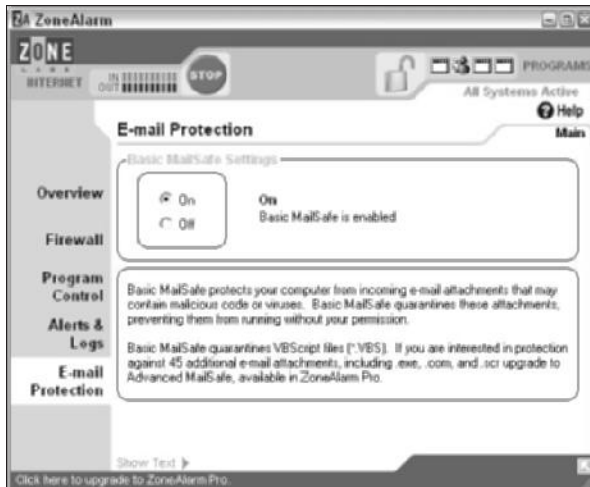 ZA ZoneAlarm
ZONE
LABS
INTERNET
IN
OUT
STOP
PROGRAMS
All Systems Active
Help
E-mail Protection
Main
Basic MailSafe Settings
On
Off
On
Basic MailSafe is enabled
Overview
Firewall
Program
Control
Alerts &
Logs
E-mail
Protection
Basic MailSafe protects your computer from incoming e-mail attachments that may
contain malicious code or viruses. Basic MailSafe quarantines these attachments,
preventing them from running without your permission.
Basic MailSafe quarantines VBScript files (*.VBS). If you are interested in protection
against 45 additional e-mail attachments, including .exe, .com, and .scr upgrade to
Advanced MailSafe, available in ZoneAlarm Pro.
Show Text
Click here to upgrade to ZoneAlarm Pro.